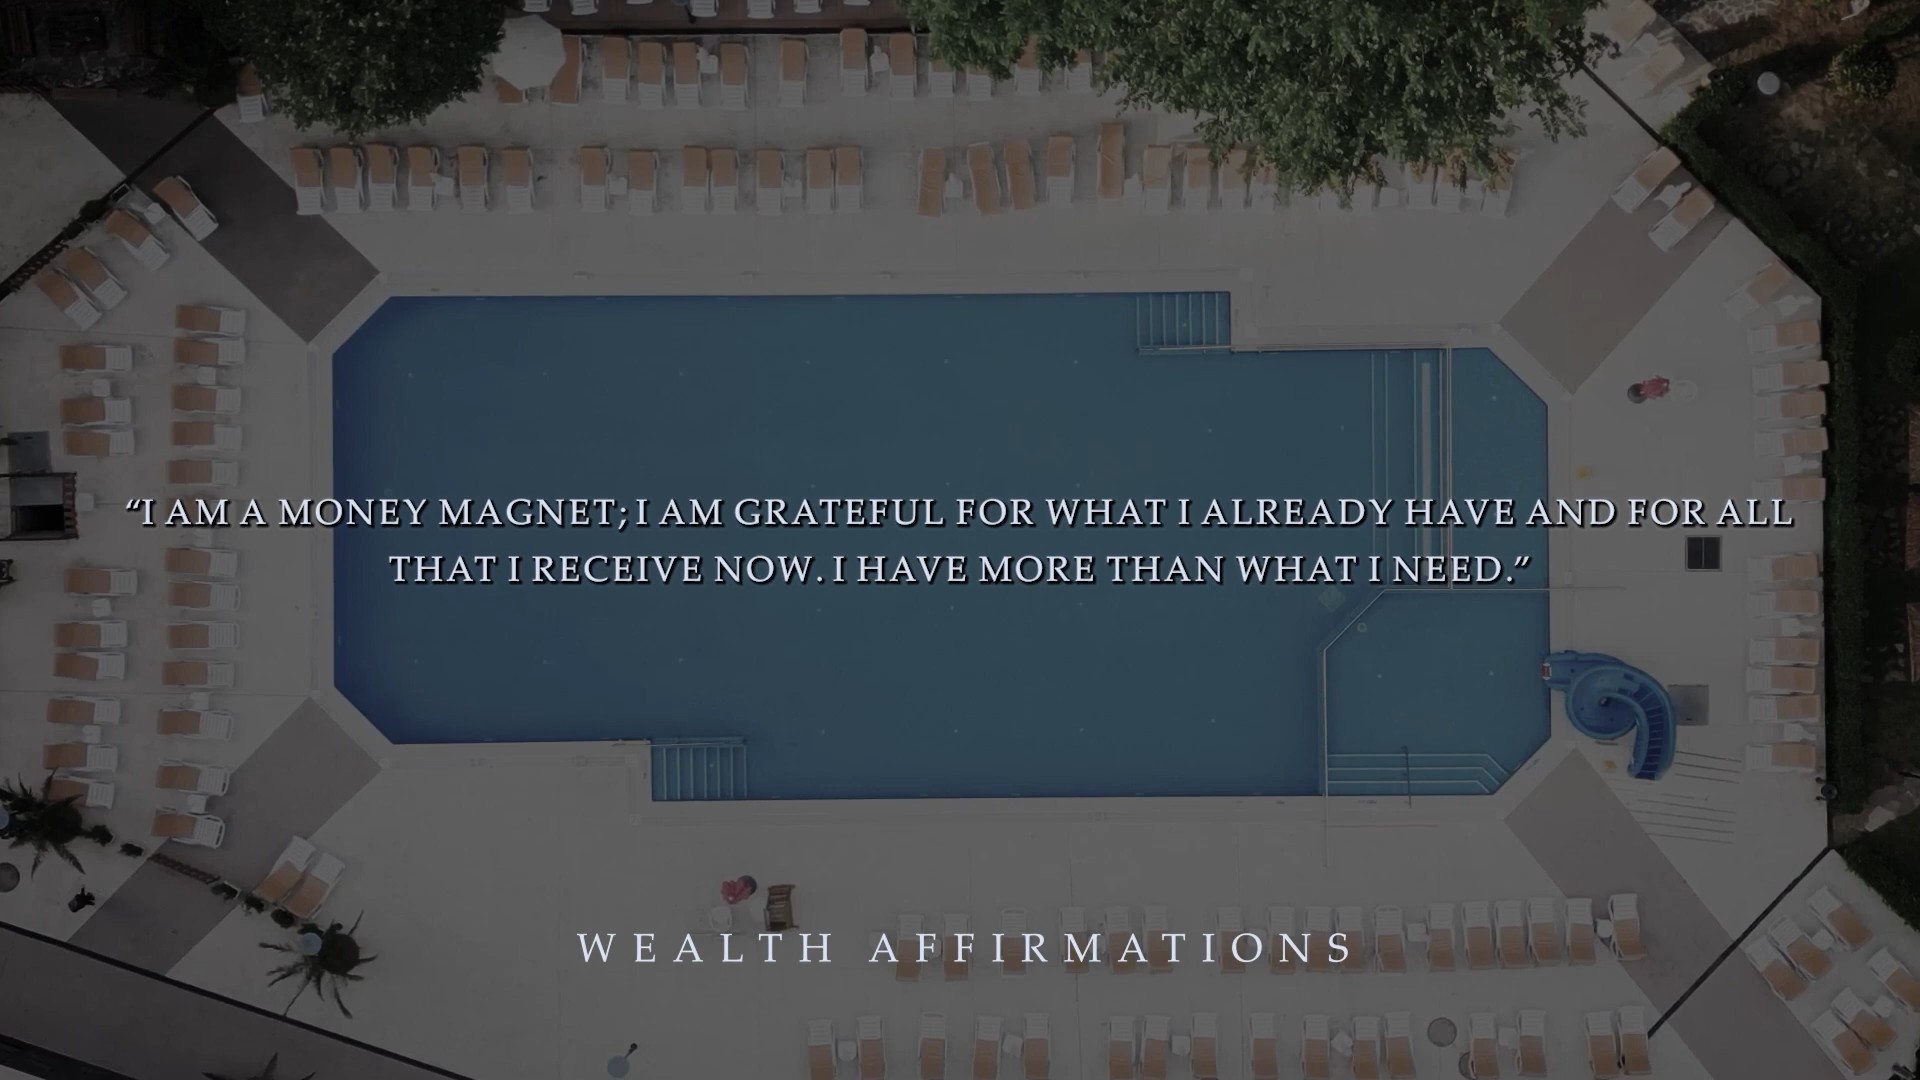 “I AM A MONEY MAGNET; I AM GRATEFUL FOR WHAT I ALREADY HAVE AND FOR ALL
THAT I RECEIVE NOW. I HAVE MORE THAN WHAT I NEED.”
WEALTH AFFIRMATIONS